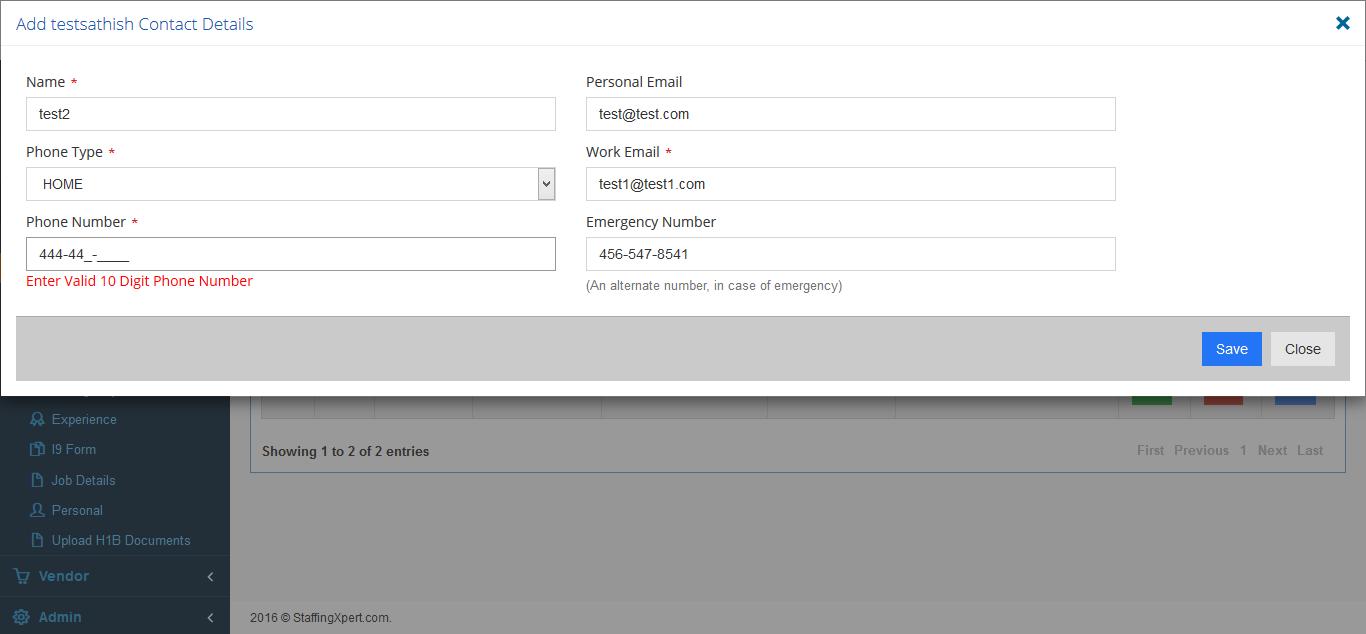 Add testsathish Contact Details
Name *
Personal Email
test2
test@test.com
Phone Type *
Work Email *
HOME
test1@test1.com
Phone Number *
Emergency Number
444-44_-____
456-547-8541
Enter Valid 10 Digit Phone Number
(An alternate number, in case of emergency)
Save Close
Experience
I9 Form
Job Details
Personal
Upload H1B Documents
Vendor
Admin
Showing 1 to 2 of 2 entries
First Previous 1 Next Last
2016 © StaffingXpert.com.